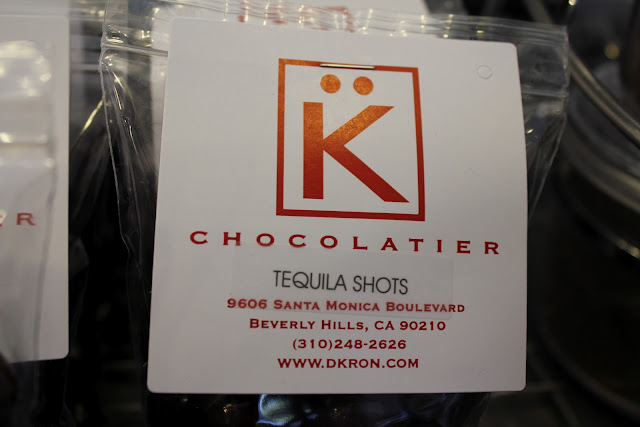 K̈
CHOCOLATIER
TEQUILA SHOTS
9606 SANTA MONICA BOULEVARD
BEVERLY HILLS, CA 90210
(310)248-2626
WWW.DKRON.COM